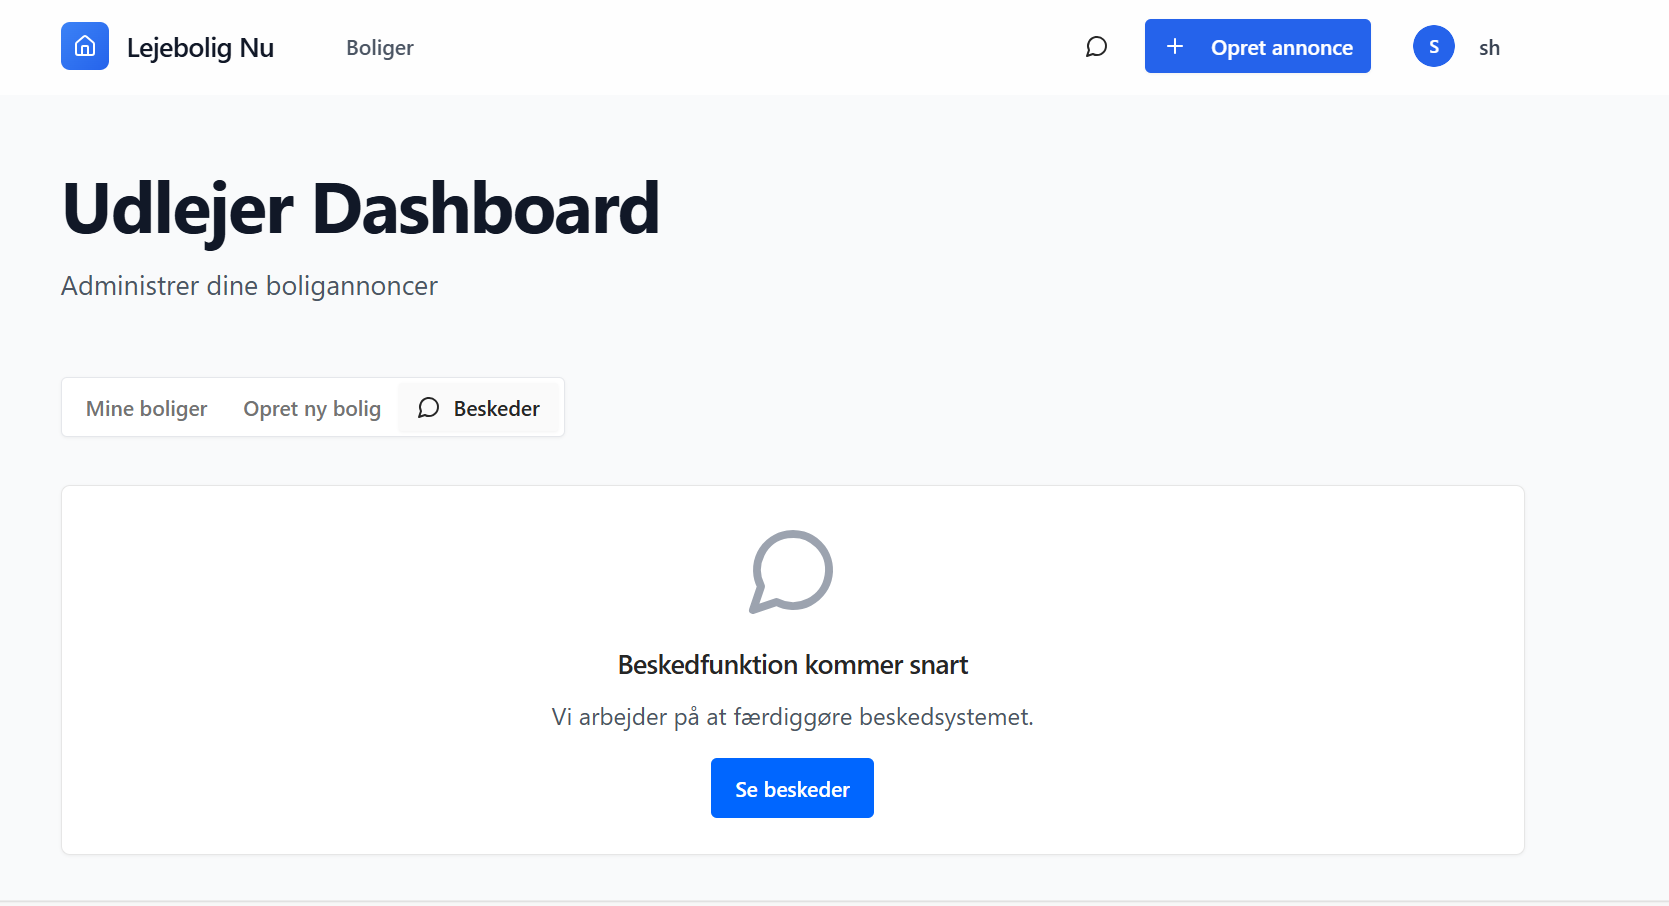 Lejebolig Nu
Boliger
Opret annonce
S
sh
Udlejer Dashboard
Administrer dine boligannoncer
Mine boliger
Opret ny bolig
Beskeder
Beskedfunktion kommer snart
Vi arbejder på at færdiggøre beskedsystemet.
Se beskeder